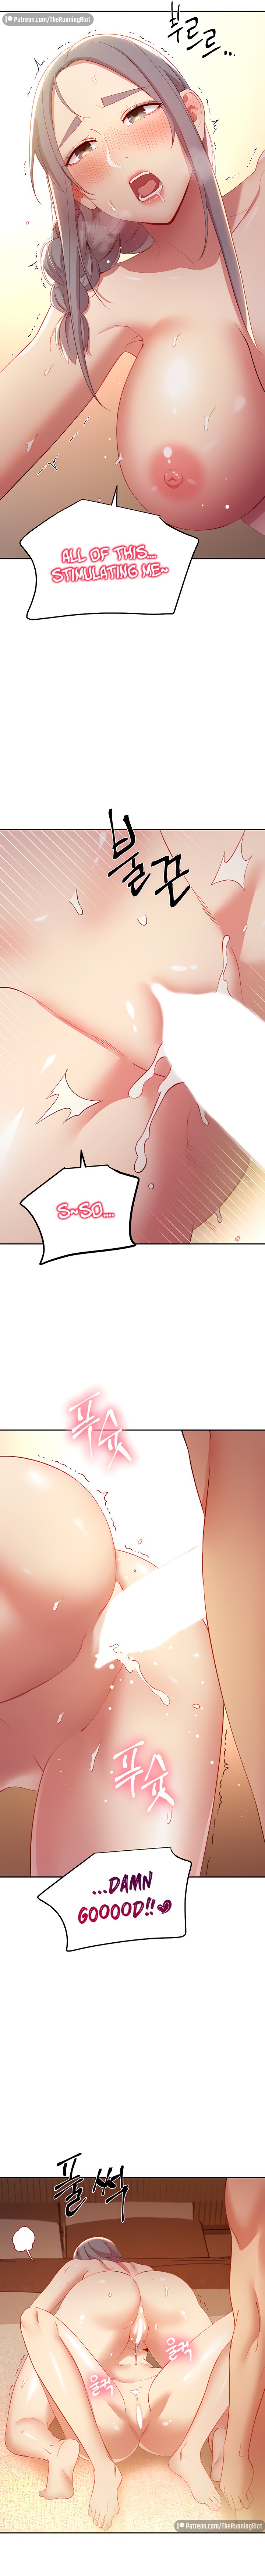 Patreon.com/TheRunningRiot
부르르...
ALL OF THIS...
STIMULATING ME~
불끈
S~SO....
푸슛
푸슛
...DAMN
GOOOOD!!
풀썩
울컥
울컥
Patreon.com/TheRunningRiot